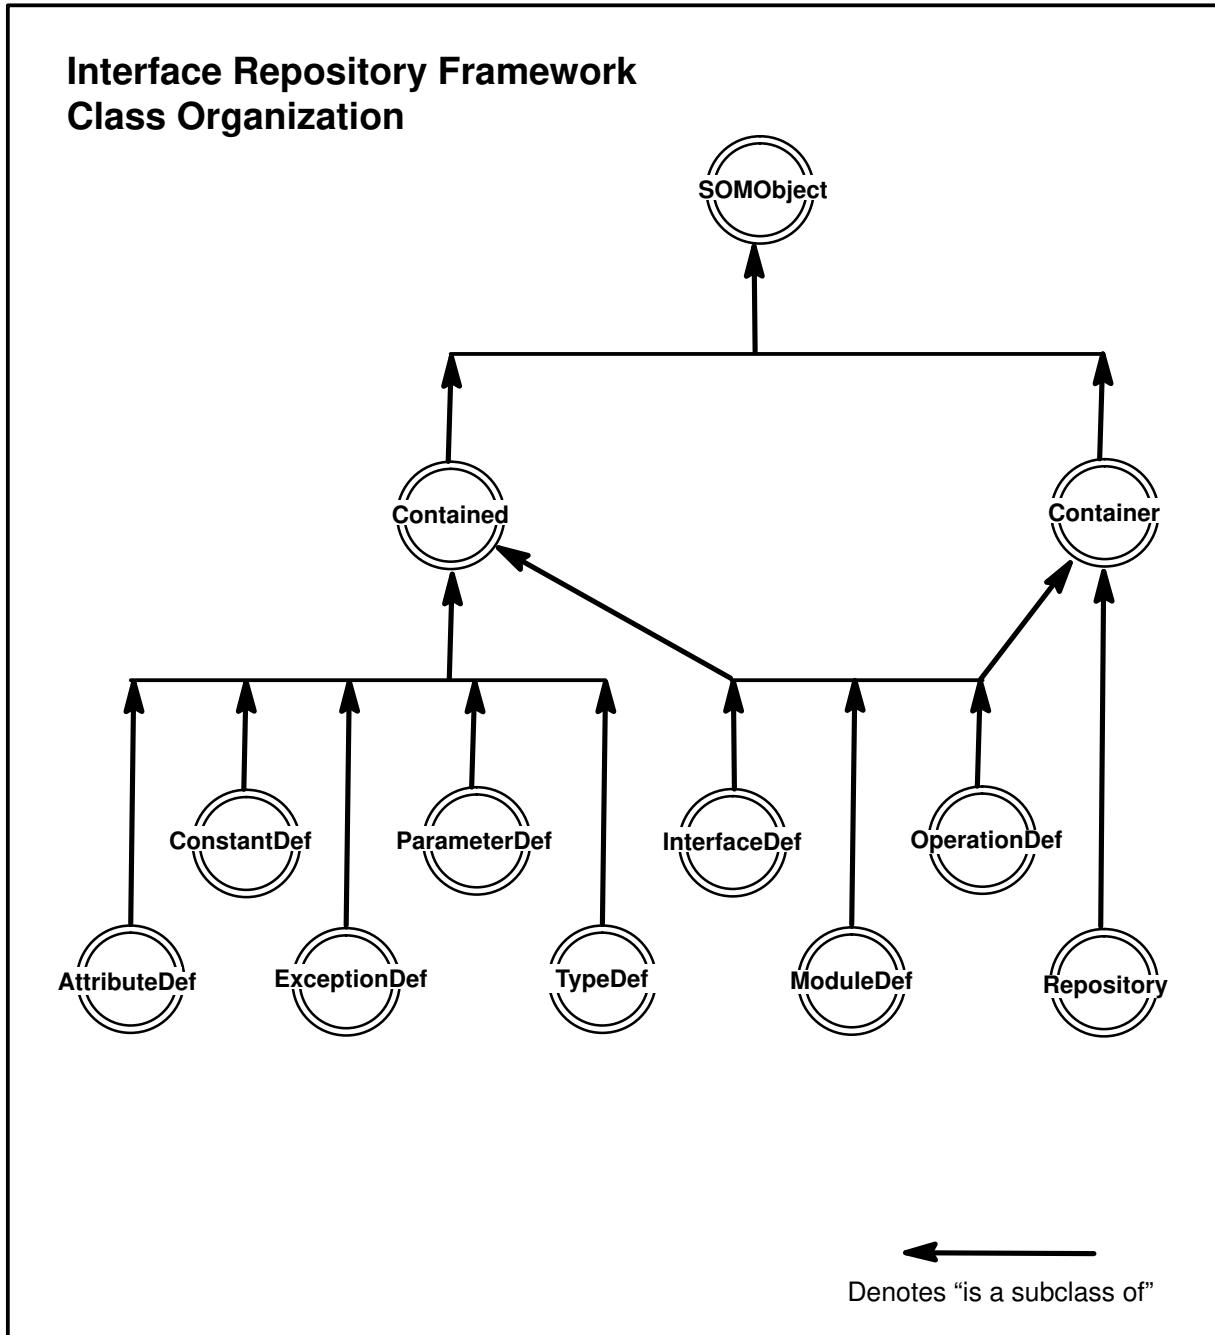 Interface Repository Framework
Class Organization
SOMObject
Contained
Container
ConstantDef
ParameterDef
InterfaceDef
OperationDef
AttributeDef
ExceptionDef
TypeDef
ModuleDef
Repository
Denotes “is a subclass of”